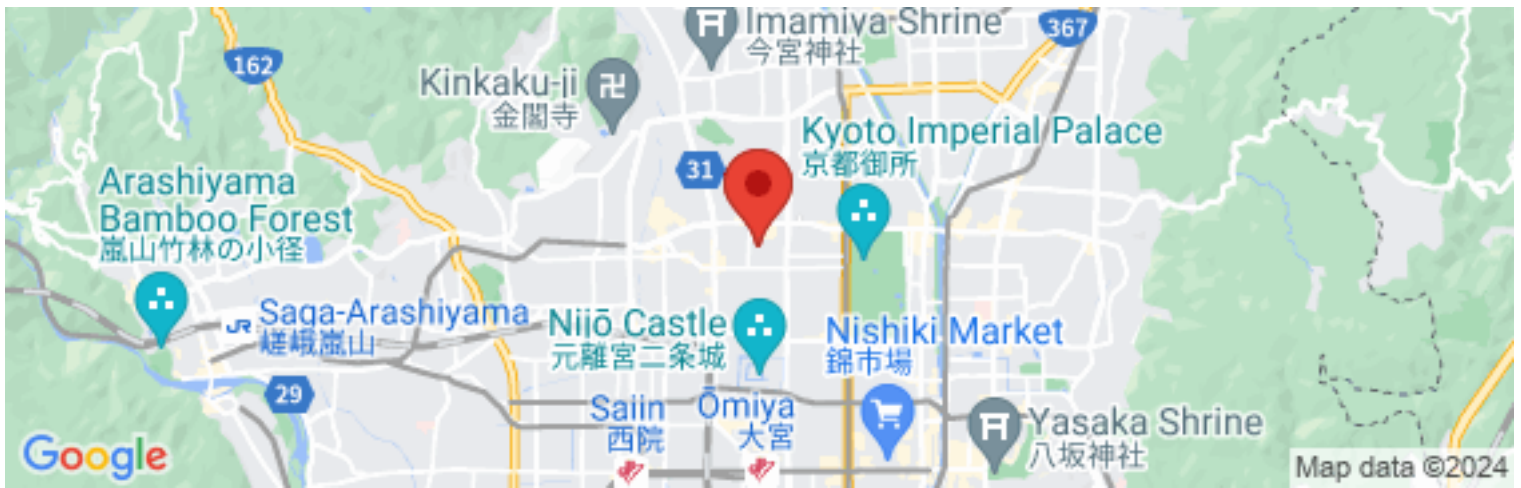 Imamiya Shrine
今宮神社
367
162
Kinkaku-ji
金閣寺
Kyoto Imperial Palace
京都御所
31
Arashiyama
Bamboo Forest
嵐山竹林の小径
JR
Saga-Arashiyama
嵯峨嵐山
Nijō Castle
元離宮二条城
Nishiki Market
錦市場
29
Saiin
西院
Ōmiya
大宮
Yasaka Shrine
八坂神社
Google
Map data ©2024